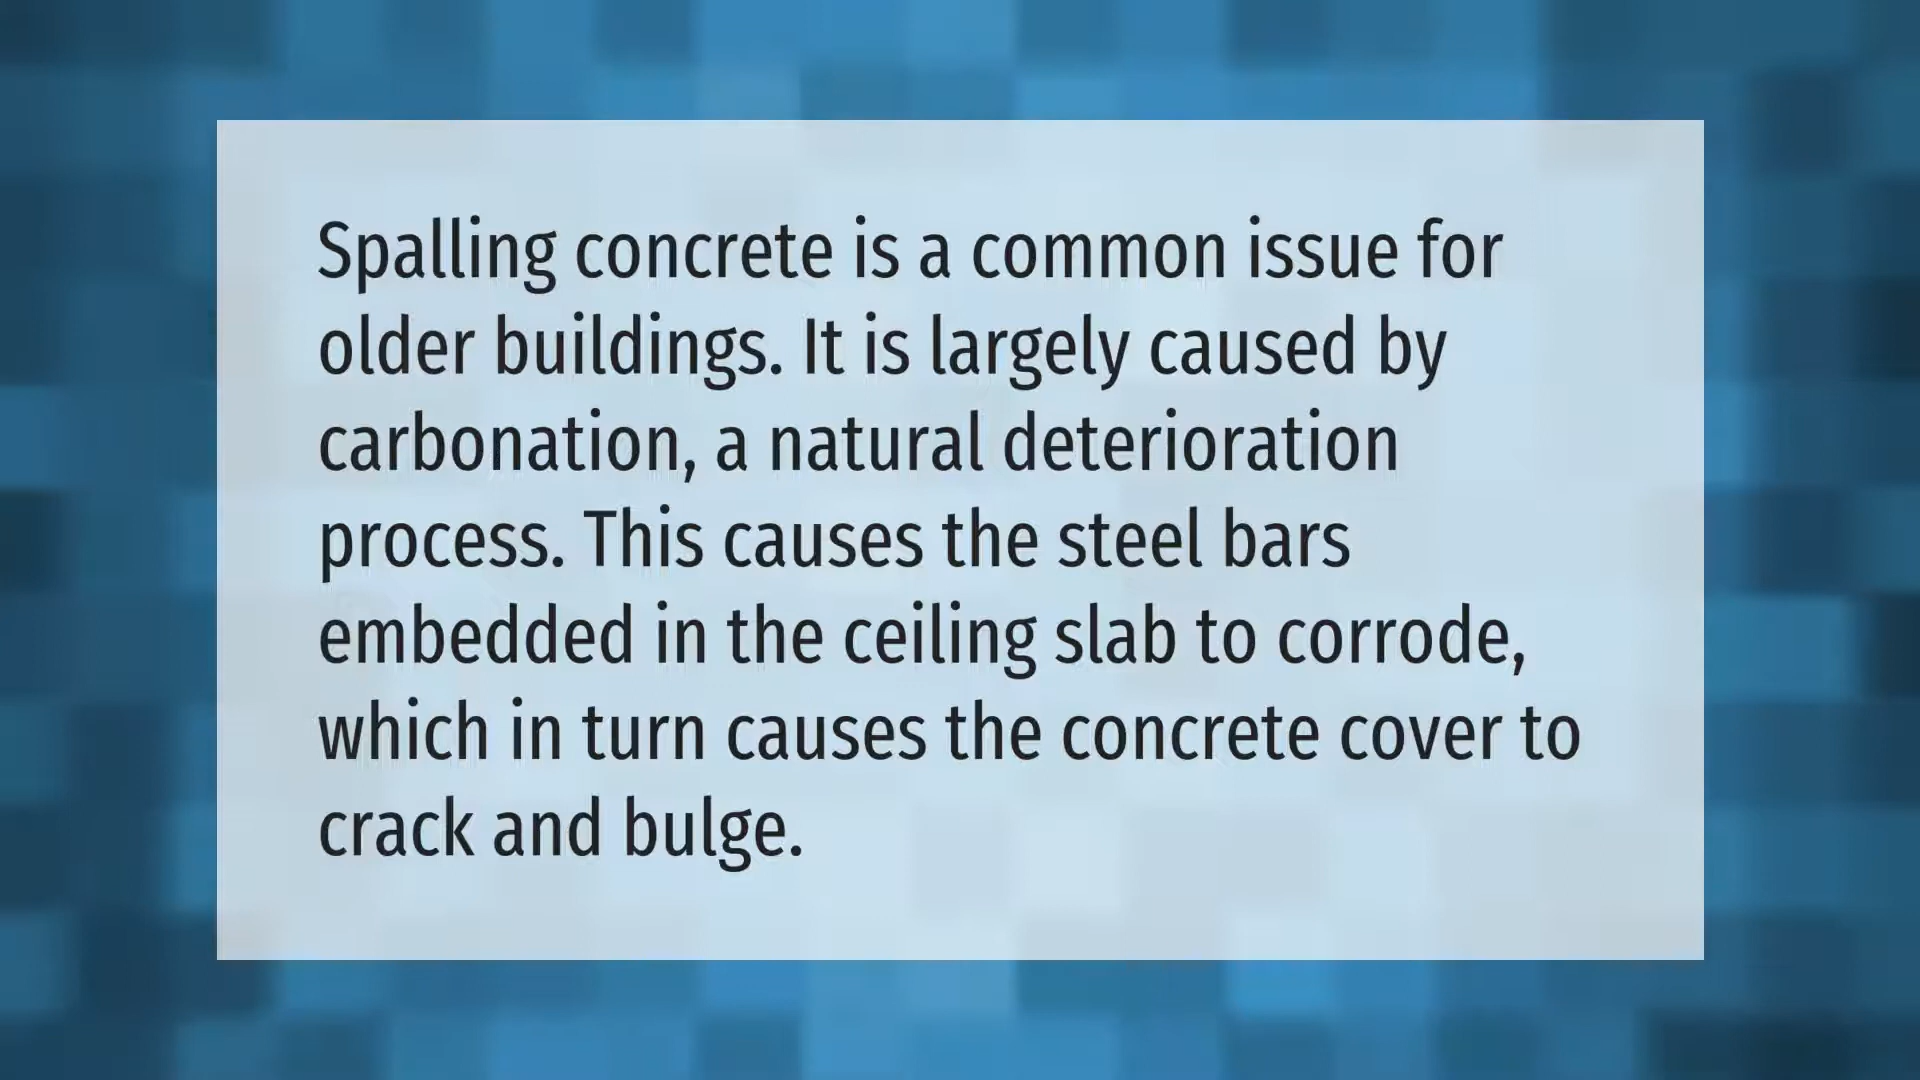 Spalling concrete is a common issue for
older buildings. It is largely caused by
carbonation, a natural deterioration
process. This causes the steel bars
embedded in the ceiling slab to corrode,
which in turn causes the concrete cover to
crack and bulge.